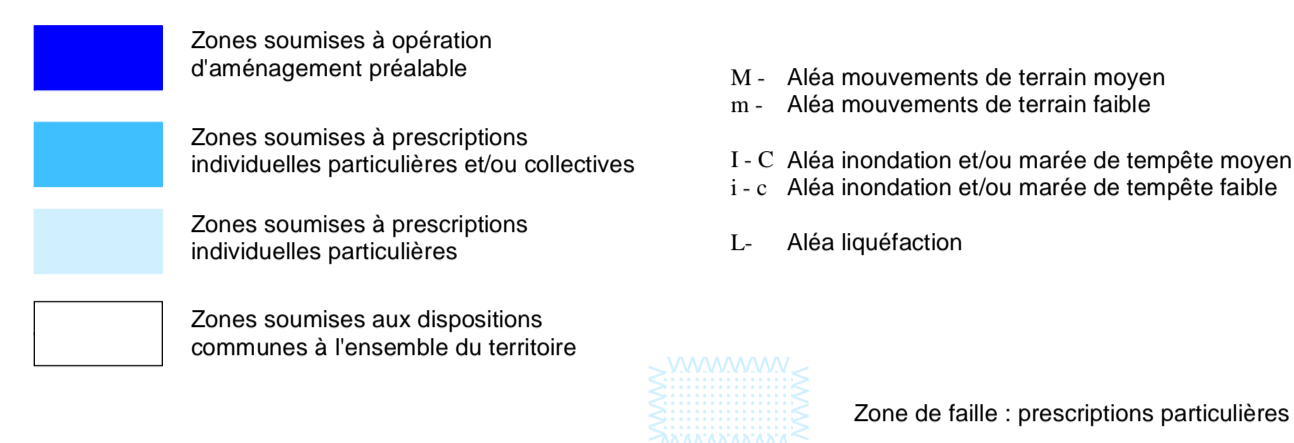 Zones soumises à opération
d'aménagement préalable
Zones soumises à prescriptions
individuelles particulières et/ou collectives
Zones soumises à prescriptions
individuelles particulières
Zones soumises aux dispositions
communes à l'ensemble du territoire
M - Aléa mouvements de terrain moyen
m - Aléa mouvements de terrain faible
I - C Aléa inondation et/ou marée de tempête moyen
i - c Aléa inondation et/ou marée de tempête faible
L- Aléa liquéfaction
Zone de faille : prescriptions particulières